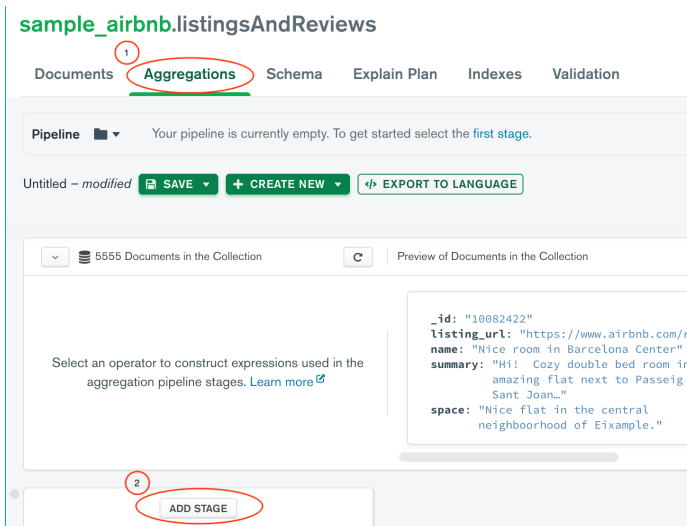 sample_airbnb.listingsAndReviews
1
Documents Aggregations Schema Explain Plan Indexes Validation
Pipeline Your pipeline is currently empty. To get started select the first stage.
Untitled – modified SAVE + CREATE NEW </> EXPORT TO LANGUAGE
5555 Documents in the Collection Preview of Documents in the Collection
_id: "10082422"
listing_url: "https://www.airbnb.com/r
name: "Nice room in Barcelona Center"
summary: "Hi!  Cozy double bed room in
Select an operator to construct expressions used in the
amazing flat next to Passeig
aggregation pipeline stages. Learn more
Sant Joan…"
space: "Nice flat in the central
neighboorhood of Eixample."
2
ADD STAGE